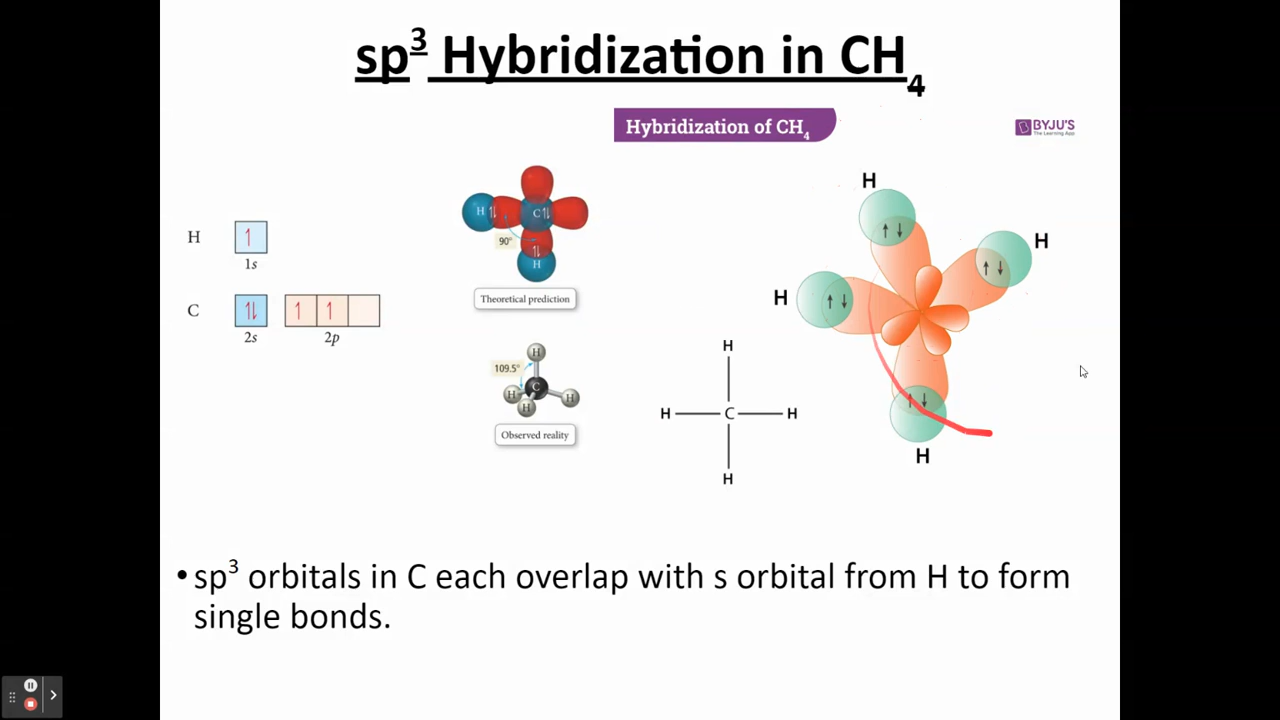 sp³ Hybridization in CH₄
Hybridization of CH₄
BYJU'S
The Learning App
H
1s
C
2s
2p
H
C
90°
H
Theoretical prediction
109.5°
H
C
H
H
H
Observed reality
H
H C H
H
H
H
H
H
sp³ orbitals in C each overlap with s orbital from H to form
single bonds.